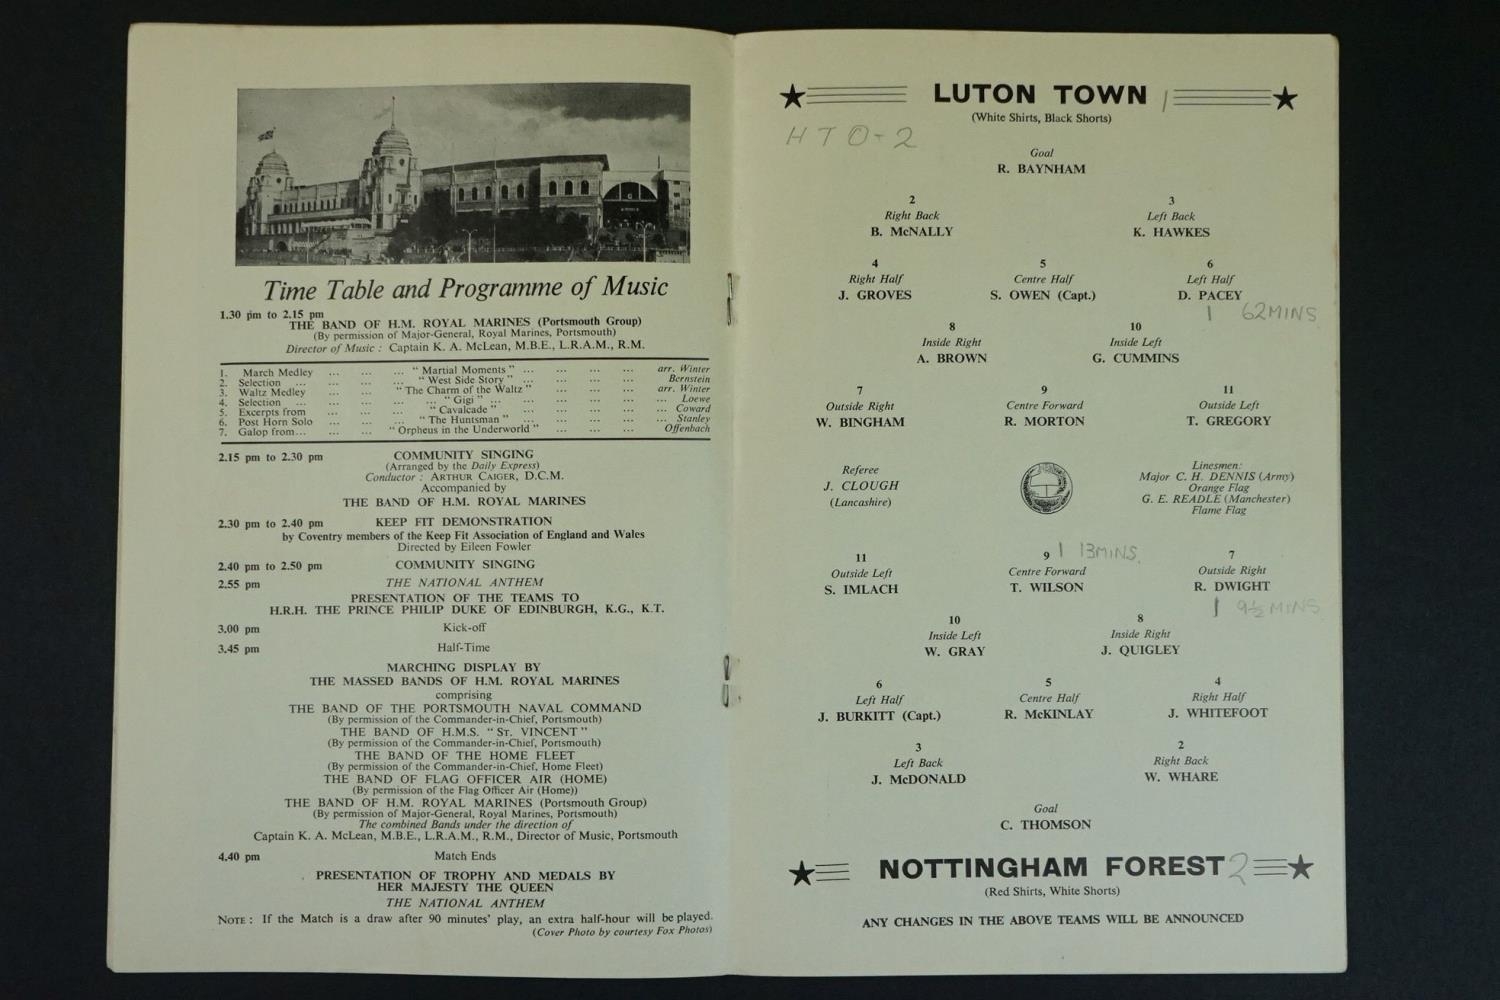 Time Table and Programme of Music
1.30 pm to 2.15 pm
THE BAND OF H.M. ROYAL MARINES (Portsmouth Group)
(By permission of Major-General, Royal Marines, Portsmouth)
Director of Music : Captain K. A. McLean, M.B.E., L.R.A.M., R.M.
1. March Medley ... ... ... " Martial Moments " ... ... ... ... arr. Winter
2. Selection ... ... ... ... " West Side Story " ... ... ... ... Bernstein
3. Waltz Medley ... ... " The Charm of the Waltz " ... ... ... arr. Winter
4. Selection ... ... ... ... ... " Gigi " ... ... ... ... ... Loewe
5. Excerpts from ... ... ... " Cavalcade " ... ... ... ... Coward
6. Post Horn Solo ... ... ... " The Huntsman " ... ... ... ... Stanley
7. Galop from... ... ... " Orpheus in the Underworld " ... ... ... Offenbach
2.15 pm to 2.30 pm COMMUNITY SINGING
(Arranged by the Daily Express)
Conductor : ARTHUR CAIGER, D.C.M.
Accompanied by
THE BAND OF H.M. ROYAL MARINES
2.30 pm to 2.40 pm KEEP FIT DEMONSTRATION
by Coventry members of the Keep Fit Association of England and Wales
Directed by Eileen Fowler
2.40 pm to 2.50 pm COMMUNITY SINGING
2.55 pm THE NATIONAL ANTHEM
PRESENTATION OF THE TEAMS TO
H.R.H. THE PRINCE PHILIP DUKE OF EDINBURGH, K.G., K.T.
3.00 pm Kick-off
3.45 pm Half-Time
MARCHING DISPLAY BY
THE MASSED BANDS OF H.M. ROYAL MARINES
comprising
THE BAND OF THE PORTSMOUTH NAVAL COMMAND
(By permission of the Commander-in-Chief, Portsmouth)
THE BAND OF H.M.S. " ST. VINCENT "
(By permission of the Commander-in-Chief, Portsmouth)
THE BAND OF THE HOME FLEET
(By permission of the Commander-in-Chief, Home Fleet)
THE BAND OF FLAG OFFICER AIR (HOME)
(By permission of the Flag Officer Air (Home))
THE BAND OF H.M. ROYAL MARINES (Portsmouth Group)
(By permission of Major-General, Royal Marines, Portsmouth)
The combined Bands under the direction of
Captain K. A. McLean, M.B.E., L.R.A.M., R.M., Director of Music, Portsmouth
4.40 pm Match Ends
PRESENTATION OF TROPHY AND MEDALS BY
HER MAJESTY THE QUEEN
THE NATIONAL ANTHEM
NOTE : If the Match is a draw after 90 minutes' play, an extra half-hour will be played.
(Cover Photo by courtesy Fox Photos)
LUTON TOWN 1
(White Shirts, Black Shorts)
HT 0-2
Goal
R. BAYNHAM
2 3
Right Back Left Back
B. McNALLY K. HAWKES
4 5 6
Right Half Centre Half Left Half
J. GROVES S. OWEN (Capt.) D. PACEY
1 62MINS
8 10
Inside Right Inside Left
A. BROWN G. CUMMINS
7 9 11
Outside Right Centre Forward Outside Left
W. BINGHAM R. MORTON T. GREGORY
Referee
J. CLOUGH
(Lancashire)
Linesmen:
Major C. H. DENNIS (Army)
Orange Flag
G. E. READLE (Manchester)
Flame Flag
11 9 1 13MINS. 7
Outside Left Centre Forward Outside Right
S. IMLACH T. WILSON R. DWIGHT
1 9½ MINS
10 8
Inside Left Inside Right
W. GRAY J. QUIGLEY
6 5 4
Left Half Centre Half Right Half
J. BURKITT (Capt.) R. McKINLAY J. WHITEFOOT
3 2
Left Back Right Back
J. McDONALD W. WHARE
Goal
C. THOMSON
NOTTINGHAM FOREST 2
(Red Shirts, White Shorts)
ANY CHANGES IN THE ABOVE TEAMS WILL BE ANNOUNCED